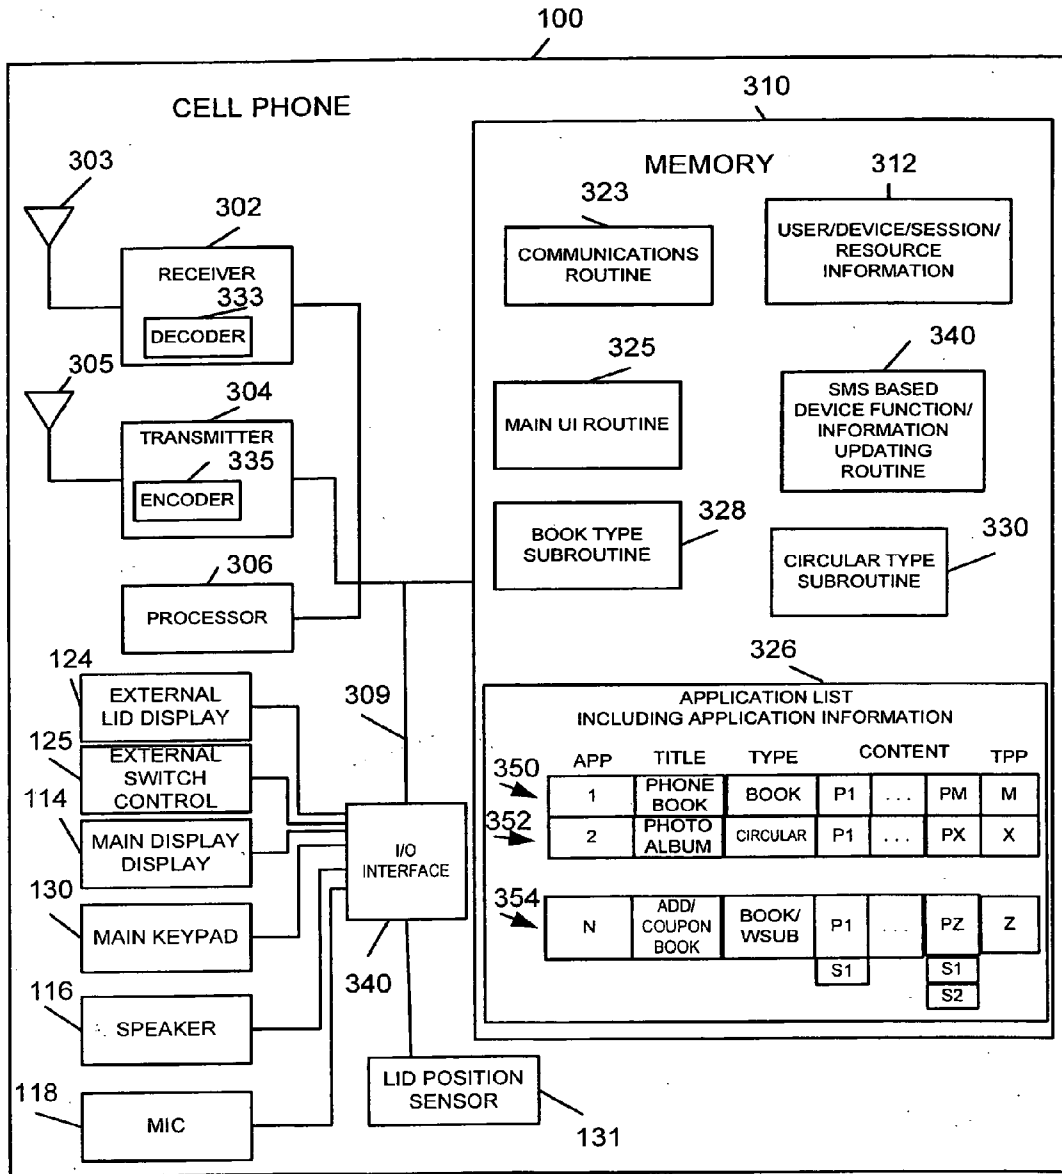 100
CELL PHONE
310
MEMORY
303
302
RECEIVER
333
DECODER
305
304
TRANSMITTER
335
ENCODER
306
PROCESSOR
323
COMMUNICATIONS
ROUTINE
312
USER/DEVICE/SESSION/
RESOURCE
INFORMATION
325
MAIN UI ROUTINE
340
SMS BASED
DEVICE FUNCTION/
INFORMATION
UPDATING
ROUTINE
328
BOOK TYPE
SUBROUTINE
330
CIRCULAR TYPE
SUBROUTINE
124
EXTERNAL
LID DISPLAY
125
EXTERNAL
SWITCH
CONTROL
114
MAIN DISPLAY
DISPLAY
130
MAIN KEYPAD
116
SPEAKER
118
MIC
309
I/O
INTERFACE
340
LID POSITION
SENSOR
131
326
APPLICATION LIST
INCLUDING APPLICATION INFORMATION
APP TITLE TYPE CONTENT TPP
350 1 PHONE BOOK BOOK P1 ... PM M
352 2 PHOTO ALBUM CIRCULAR P1 ... PX X
354 N ADD/ COUPON BOOK BOOK/ WSUB P1 ... PZ Z
S1 S1
S2